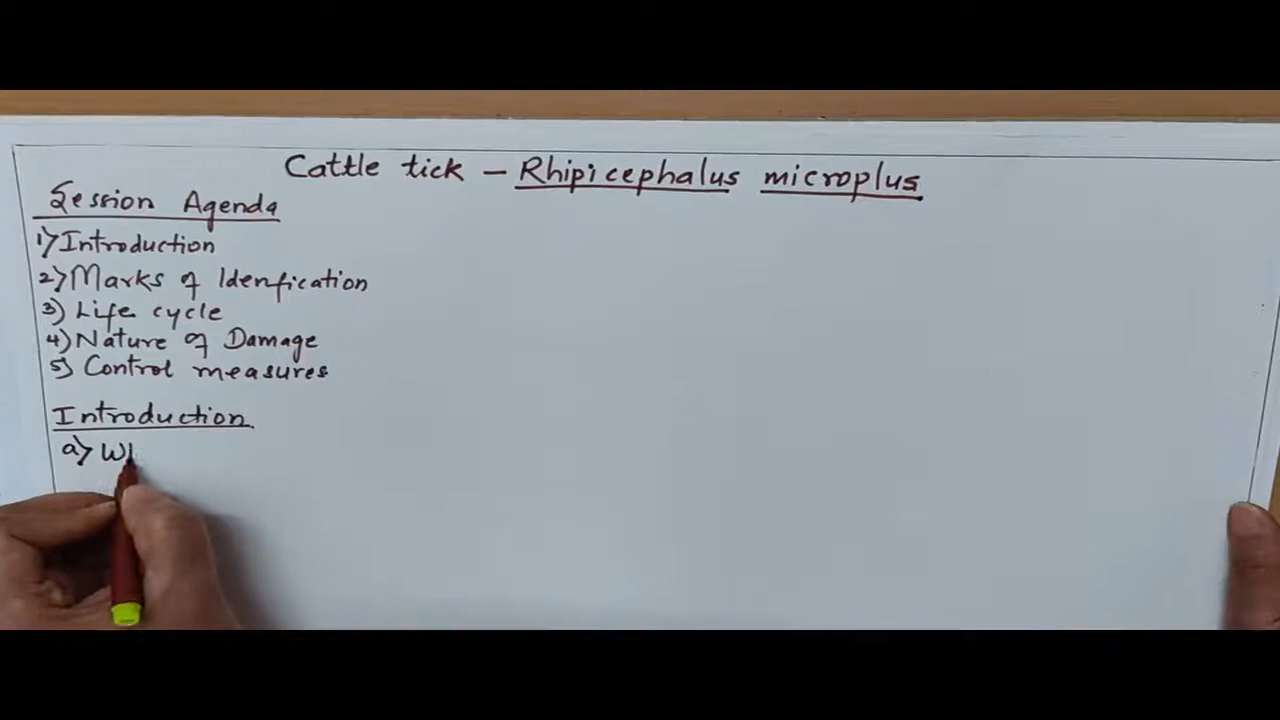 Cattle tick - Rhipicephalus microplus
Session Agenda
1) Introduction
2) Marks of Idenfication
3) Life cycle
4) Nature of Damage
5) Control measures
Introduction
a)